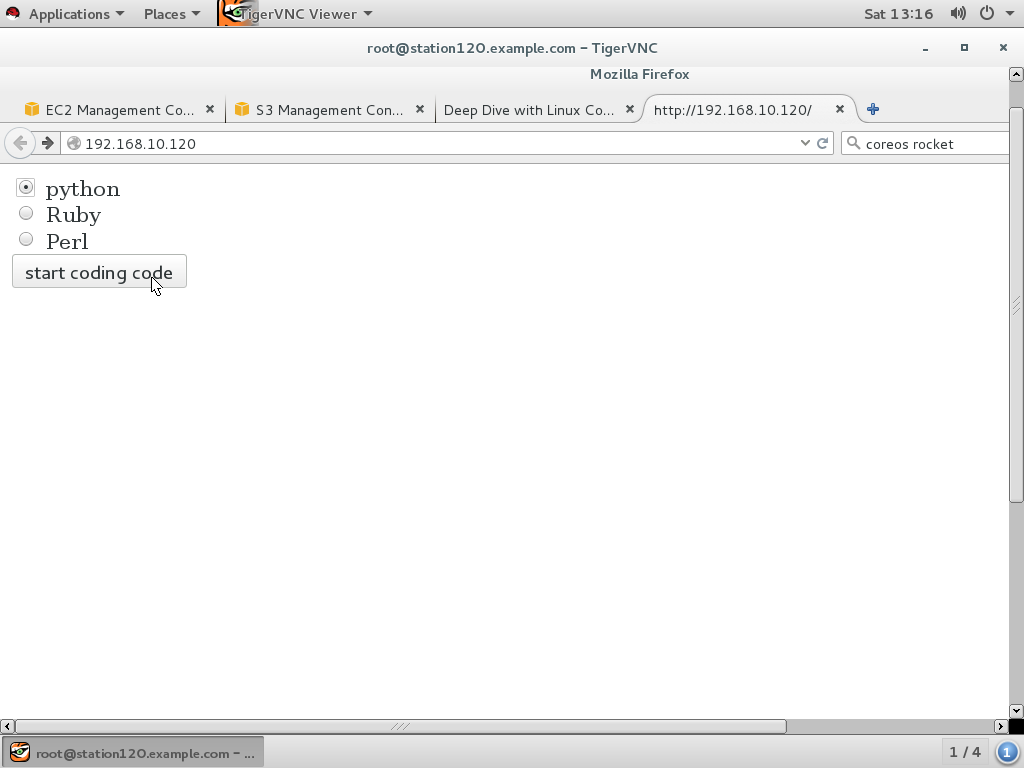 Applications Places TigerVNC Viewer Sat 13:16
root@station120.example.com − TigerVNC
Mozilla Firefox
EC2 Management Co... S3 Management Con... Deep Dive with Linux Co... http://192.168.10.120/
192.168.10.120 coreos rocket
python
Ruby
Perl
start coding code
root@station120.example.com − ... 1 / 4 1